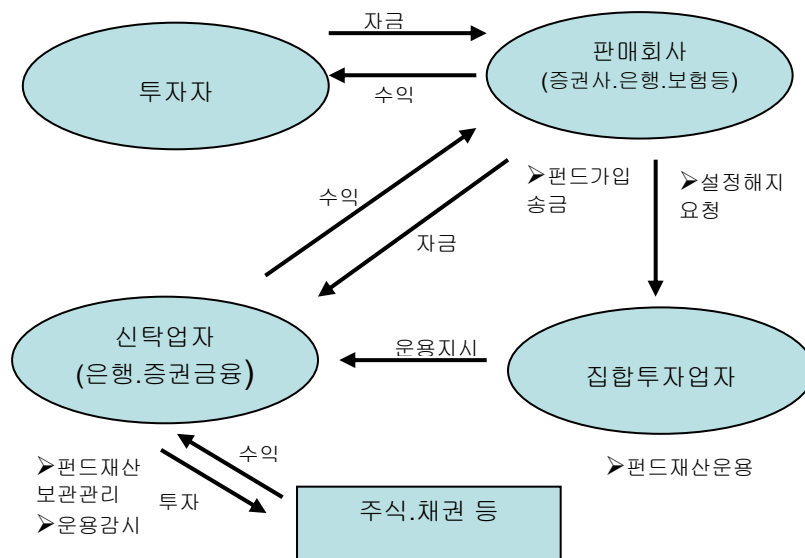 자금
판매회사
(증권사.은행.보험등)
투자자
수익
➢펀드가입
송금
➢설정해지
요청
수익
자금
신탁업자
(은행.증권금융)
운용지시
집합투자업자
➢펀드재산
보관관리
➢운용감시
수익
투자
➢펀드재산운용
주식.채권 등